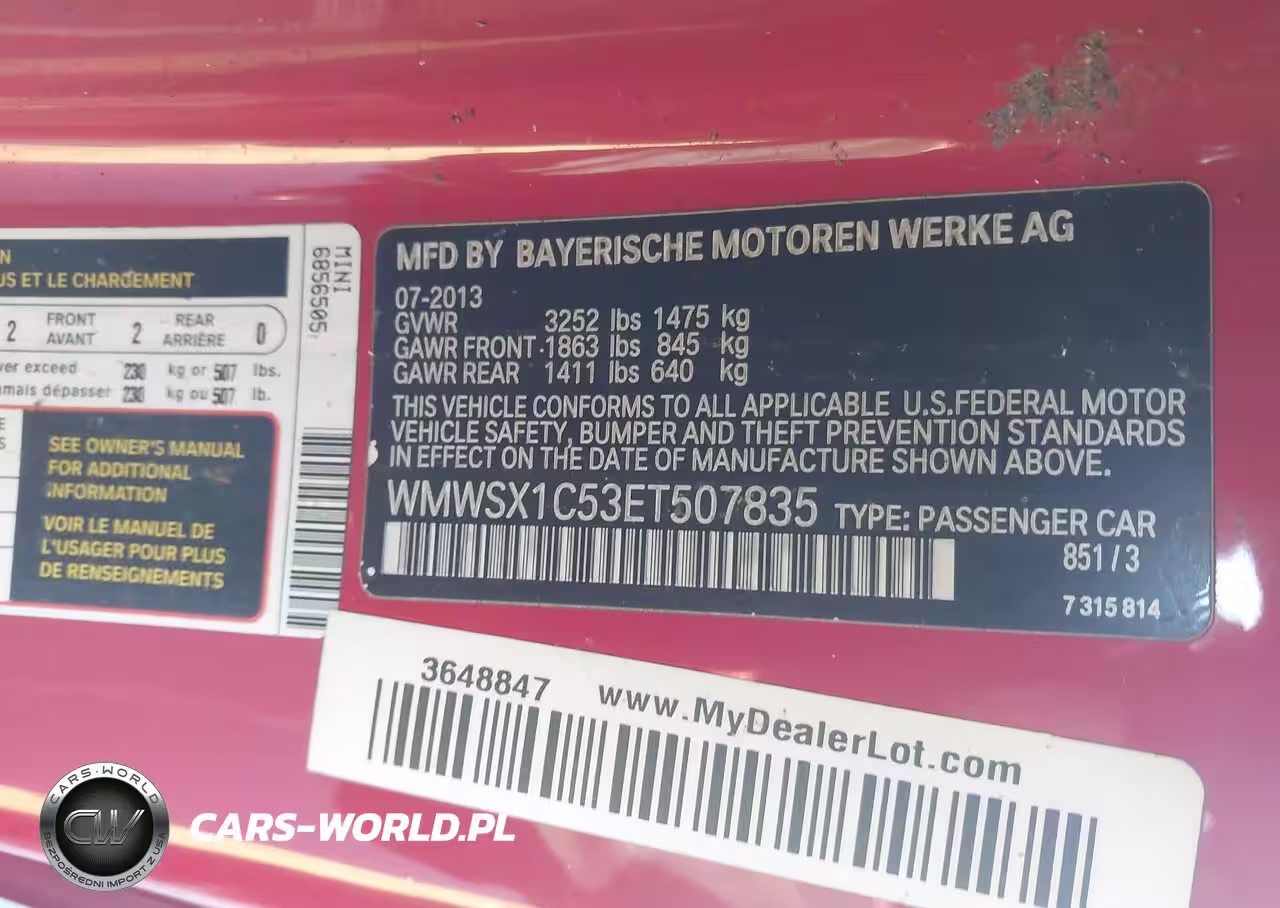 N
US ET LE CHARGEMENT
2 FRONT AVANT 2 REAR ARRIÈRE 0
ver exceed 230 kg or 507 lbs.
amais dépasser 230 kg ou 507 lb.
SEE OWNER'S MANUAL
FOR ADDITIONAL
INFORMATION
VOIR LE MANUEL DE
L'USAGER POUR PLUS
DE RENSEIGNEMENTS
MINI
6856505
MFD BY BAYERISCHE MOTOREN WERKE AG
07-2013
GVWR 3252 lbs 1475 kg
GAWR FRONT 1863 lbs 845 kg
GAWR REAR 1411 lbs 640 kg
THIS VEHICLE CONFORMS TO ALL APPLICABLE U.S.FEDERAL MOTOR
VEHICLE SAFETY, BUMPER AND THEFT PREVENTION STANDARDS
IN EFFECT ON THE DATE OF MANUFACTURE SHOWN ABOVE.
WMWSX1C53ET507835 TYPE: PASSENGER CAR
851 / 3
7 315 814
3648847 www.MyDealerLot.com
CARS-WORLD
CW
BEZPOŚREDNI IMPORT Z USA
CARS-WORLD.PL